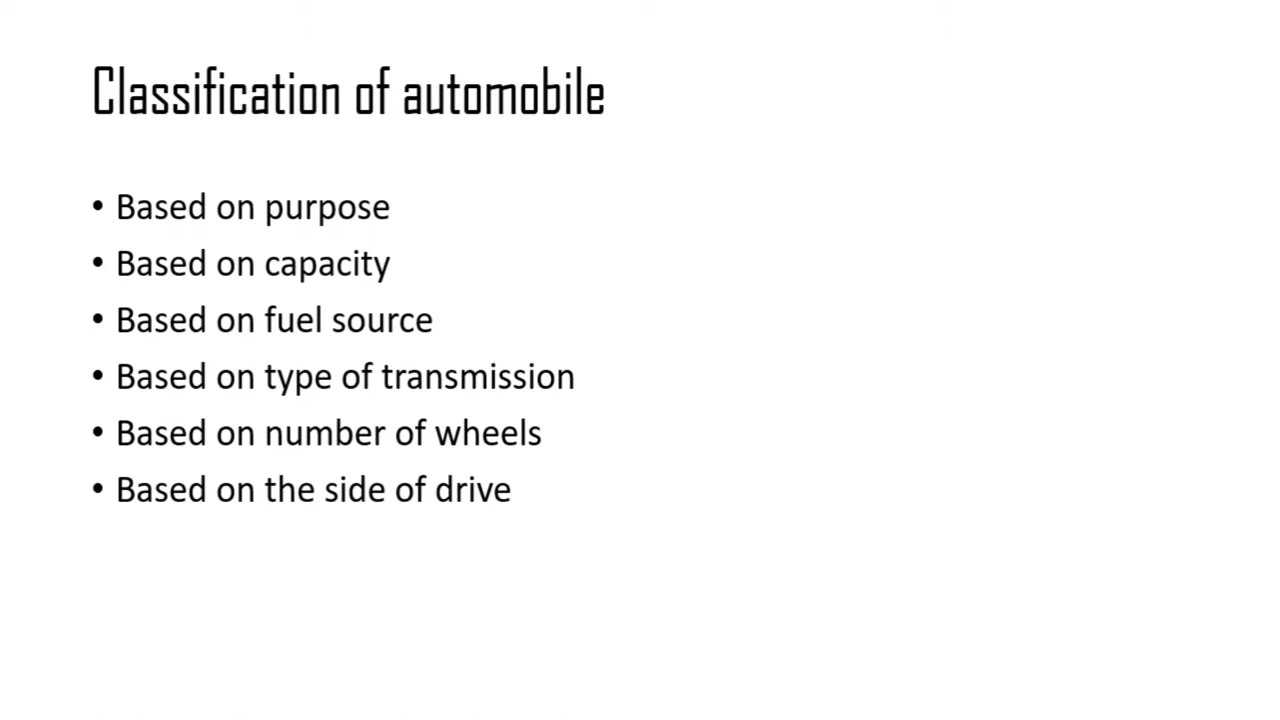 Classification of automobile
• Based on purpose
• Based on capacity
• Based on fuel source
• Based on type of transmission
• Based on number of wheels
• Based on the side of drive